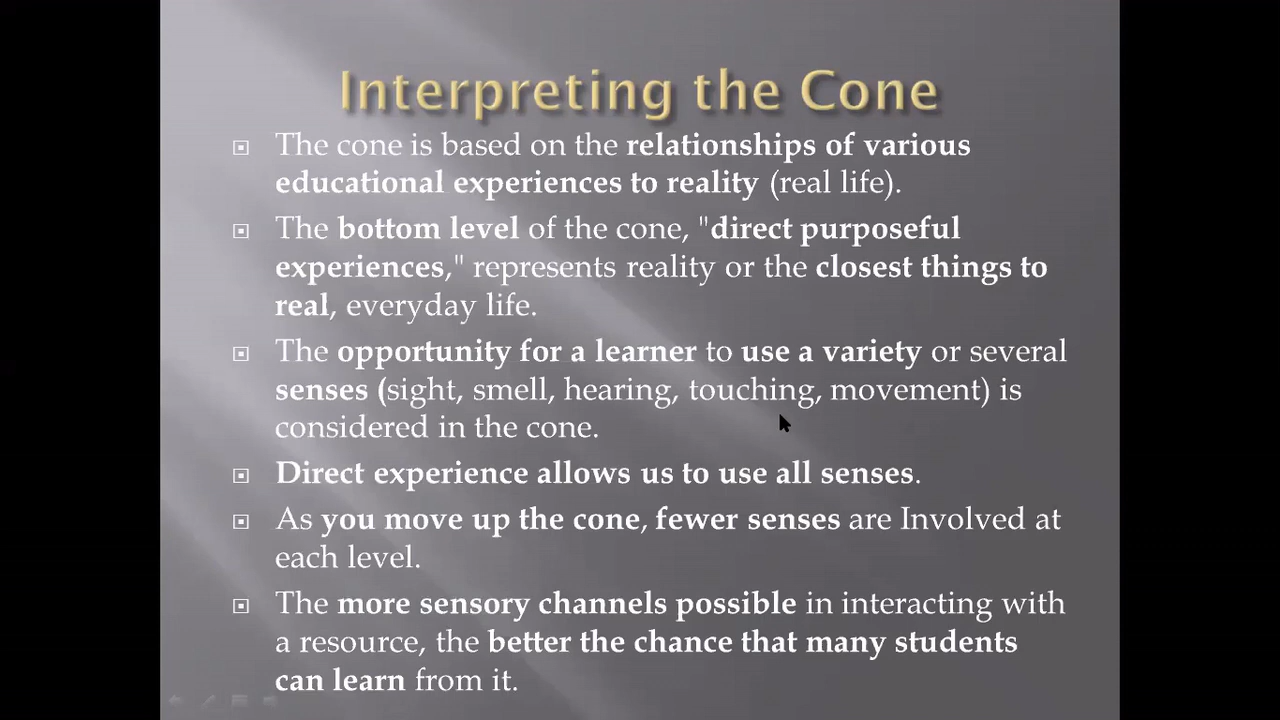 Interpreting the Cone
The cone is based on the relationships of various
educational experiences to reality (real life).
The bottom level of the cone, "direct purposeful
experiences," represents reality or the closest things to
real, everyday life.
The opportunity for a learner to use a variety or several
senses (sight, smell, hearing, touching, movement) is
considered in the cone.
Direct experience allows us to use all senses.
As you move up the cone, fewer senses are Involved at
each level.
The more sensory channels possible in interacting with
a resource, the better the chance that many students
can learn from it.